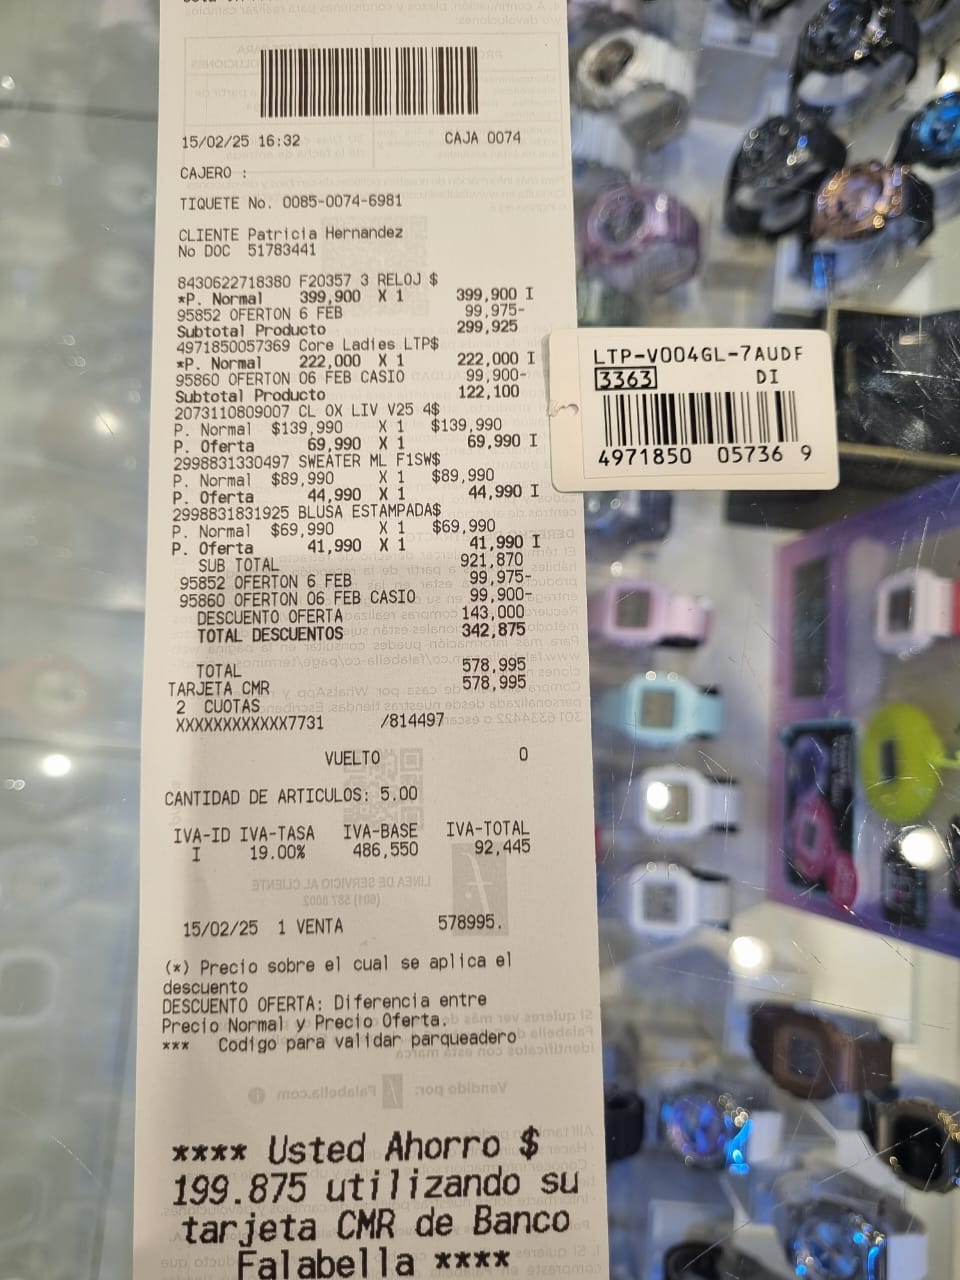 15/02/25 16:32 CAJA 0074
CAJERO :
TIQUETE No. 0085-0074-6981
CLIENTE Patricia Hernandez
No DOC 51783441
8430622718380 F20357 3 RELOJ $
*P. Normal 399,900 X 1 399,900 I
95852 OFERTON 6 FEB 99,975-
Subtotal Producto 299,925
4971850057369 Core Ladies LTP$
*P. Normal 222,000 X 1 222,000 I
95860 OFERTON 06 FEB CASIO 99,900-
Subtotal Producto 122,100
2073110809007 CL OX LIV V25 4$
P. Normal $139,990 X 1 $139,990
P. Oferta 69,990 X 1 69,990 I
2998831330497 SWEATER ML F1SW$
P. Normal $89,990 X 1 $89,990
P. Oferta 44,990 X 1 44,990 I
2998831831925 BLUSA ESTAMPADA$
P. Normal $69,990 X 1 $69,990
P. Oferta 41,990 X 1 41,990 I
SUB TOTAL 921,870
95852 OFERTON 6 FEB 99,975-
95860 OFERTON 06 FEB CASIO 99,900-
DESCUENTO OFERTA 143,000
TOTAL DESCUENTOS 342,875
TOTAL 578,995
TARJETA CMR 578,995
2 CUOTAS
XXXXXXXXXXXX7731 /814497
VUELTO 0
CANTIDAD DE ARTICULOS: 5.00
IVA-ID IVA-TASA IVA-BASE IVA-TOTAL
I 19.00% 486,550 92,445
15/02/25 1 VENTA 578995.
(*) Precio sobre el cual se aplica el
descuento
DESCUENTO OFERTA: Diferencia entre
Precio Normal y Precio Oferta.
*** Codigo para validar parqueadero
**** Usted Ahorro $
199.875 utilizando su
tarjeta CMR de Banco
Falabella ****
LTP-V004GL-7AUDF
3363 DI
4971850 05736 9